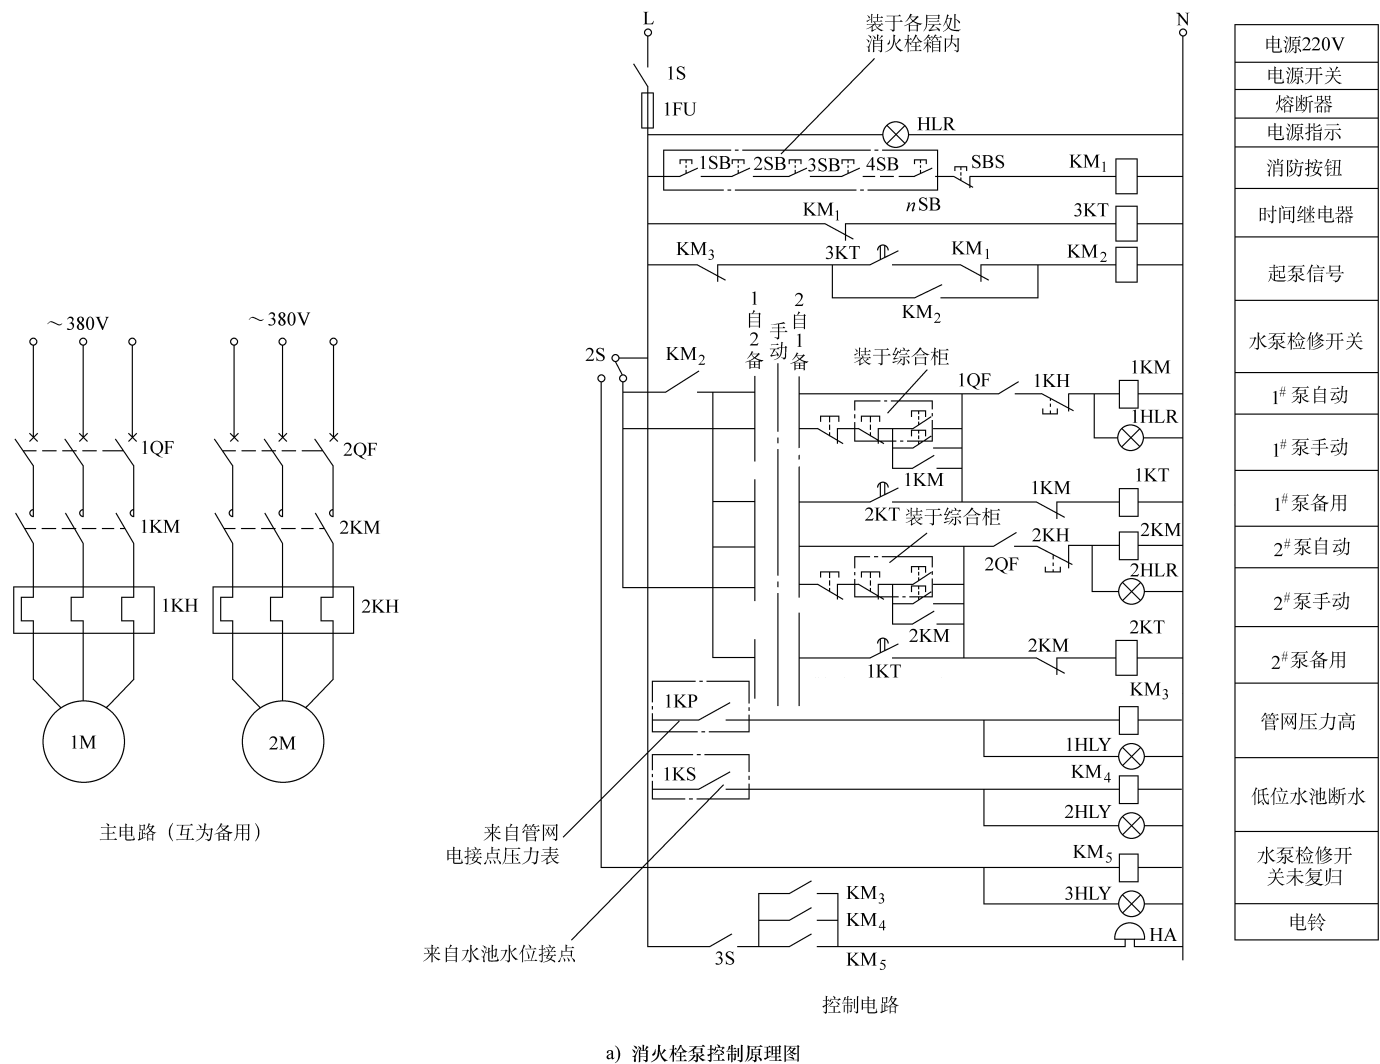 L
N
装于各层处
消火栓箱内
1S
1FU
HLR
1SB
2SB
3SB
4SB
nSB
SBS
KM1
KM1
3KT
KM3
3KT
KM1
KM2
KM2
1自2备
手动
2自1备
2S
KM2
装于综合柜
1QF
1KH
1KM
1HLR
1KM
2KT
1KM
1KT
装于综合柜
2QF
2KH
2KM
2HLR
2KM
1KT
2KM
2KT
1KP
KM3
1HLY
1KS
KM4
2HLY
来自管网
电接点压力表
KM5
3HLY
来自水池水位接点
3S
KM3
KM4
KM5
HA
控制电路
电源220V
电源开关
熔断器
电源指示
消防按钮
时间继电器
起泵信号
水泵检修开关
1#泵自动
1#泵手动
1#泵备用
2#泵自动
2#泵手动
2#泵备用
管网压力高
低位水池断水
水泵检修开
关未复归
电铃
～380V
～380V
1QF
2QF
1KM
2KM
1KH
2KH
1M
2M
主电路（互为备用）
a) 消火栓泵控制原理图